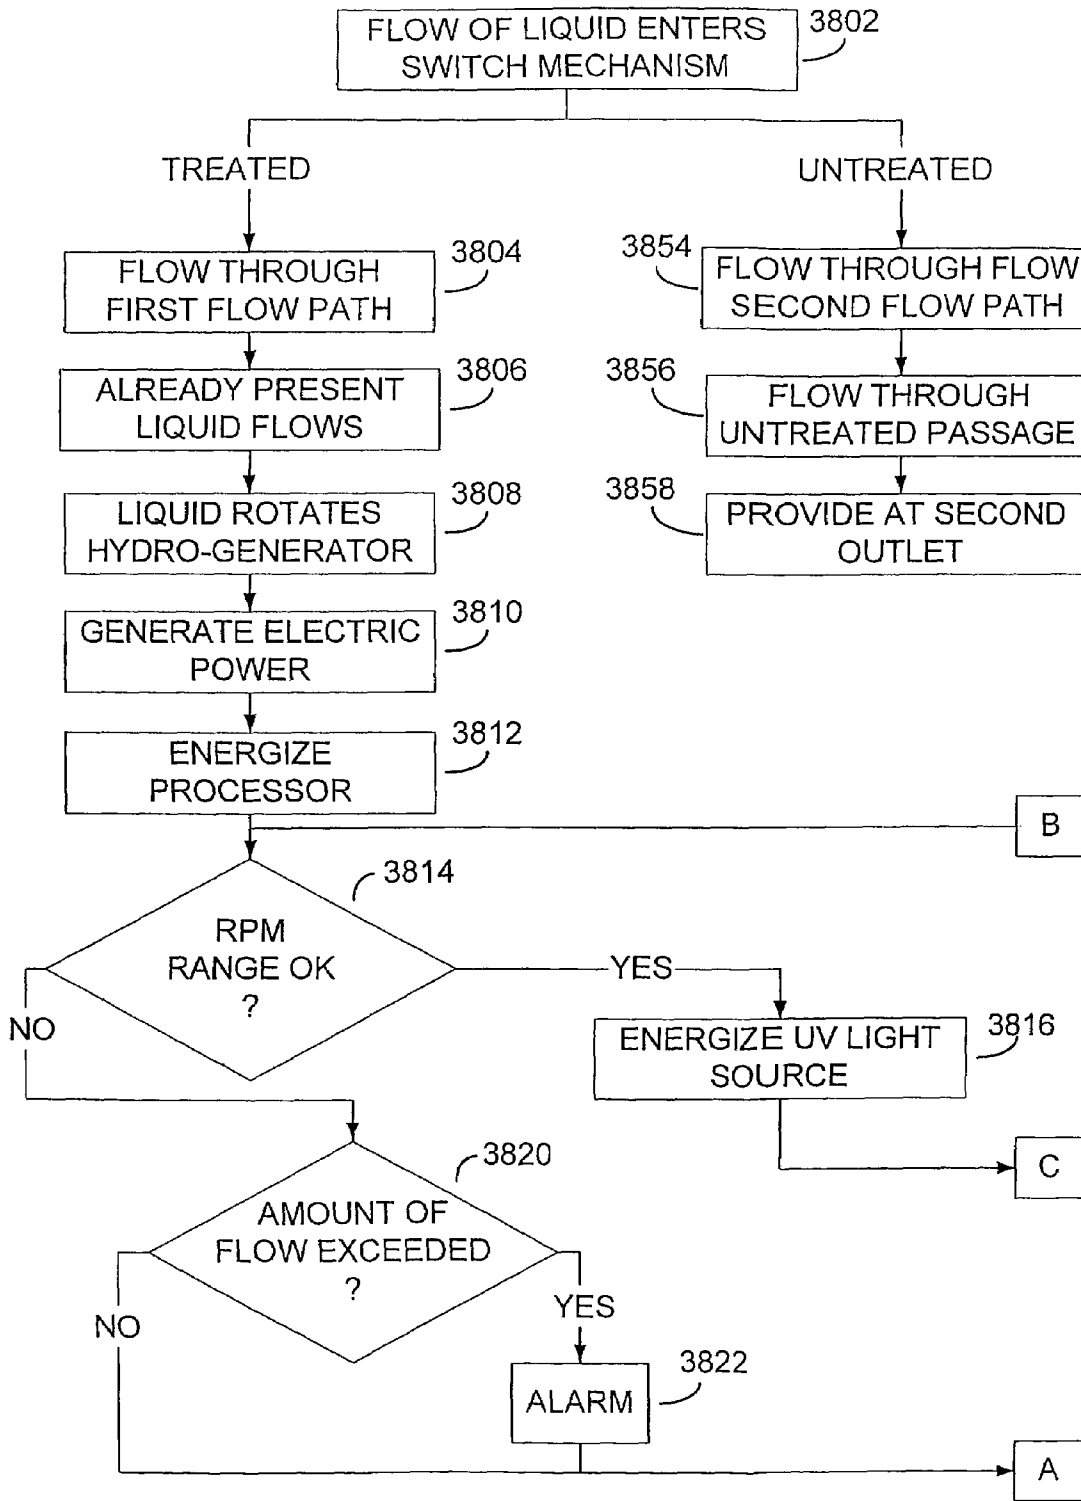 FLOW OF LIQUID ENTERS
SWITCH MECHANISM
3802
TREATED
UNTREATED
3804
FLOW THROUGH
FIRST FLOW PATH
3854
FLOW THROUGH FLOW
SECOND FLOW PATH
3806
ALREADY PRESENT
LIQUID FLOWS
3856
FLOW THROUGH
UNTREATED PASSAGE
3808
LIQUID ROTATES
HYDRO-GENERATOR
3858
PROVIDE AT SECOND
OUTLET
3810
GENERATE ELECTRIC
POWER
3812
ENERGIZE
PROCESSOR
B
3814
RPM
RANGE OK
?
YES
NO
3816
ENERGIZE UV LIGHT
SOURCE
C
3820
AMOUNT OF
FLOW EXCEEDED
?
NO
YES
3822
ALARM
A